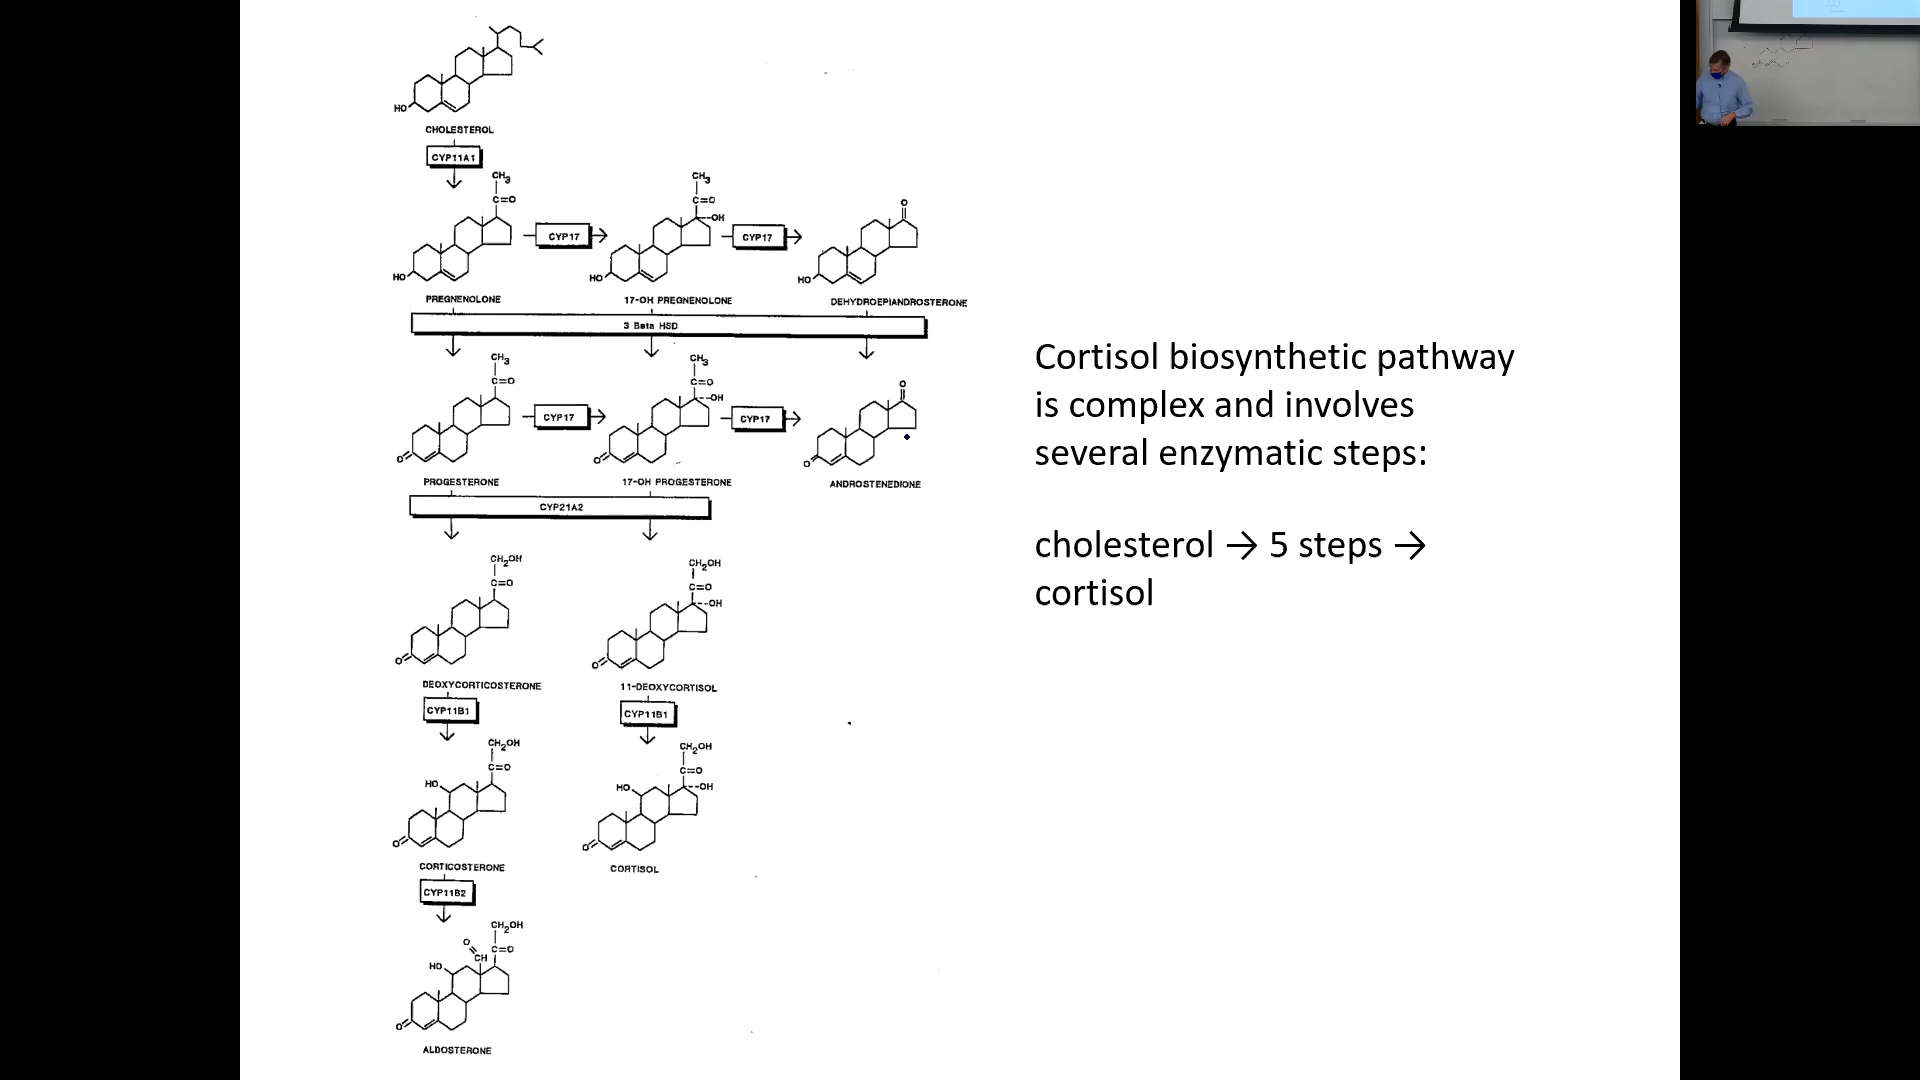 HO
CHOLESTEROL
CYP11A1
CH3
C=O
CH3
C=O
OH
O
CYP17
CYP17
HO
HO
HO
PREGNENOLONE
17-OH PREGNENOLONE
DEHYDROEPIANDROSTERONE
3 Beta HSD
CH3
C=O
CH3
C=O
OH
O
CYP17
CYP17
O
O
O
PROGESTERONE
17-OH PROGESTERONE
ANDROSTENEDIONE
CYP21A2
CH2OH
C=O
CH2OH
C=O
OH
O
O
DEOXYCORTICOSTERONE
11-DEOXYCORTISOL
CYP11B1
CYP11B1
CH2OH
C=O
HO
CH2OH
C=O
HO
OH
O
O
CORTICOSTERONE
CORTISOL
CYP11B2
CH2OH
O
C=O
CH
HO
O
ALDOSTERONE
Cortisol biosynthetic pathway
is complex and involves
several enzymatic steps:
cholesterol → 5 steps →
cortisol